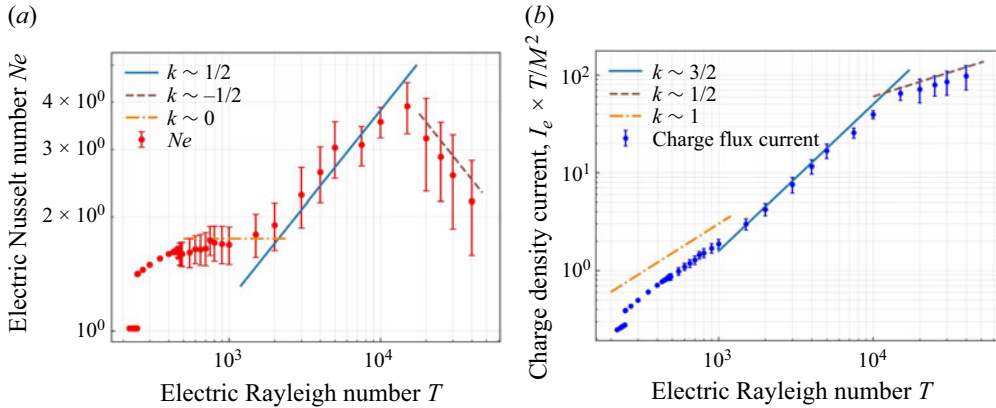 (a)
Electric Nusselt number Ne
4 × 10⁰
3 × 10⁰
2 × 10⁰
10⁰
k ∼ 1/2
k ∼ –1/2
k ∼ 0
Ne
10³
10⁴
Electric Rayleigh number T
(b)
Charge density current, Iₑ × T/M²
10²
10¹
10⁰
k ∼ 3/2
k ∼ 1/2
k ∼ 1
Charge flux current
10³
10⁴
Electric Rayleigh number T